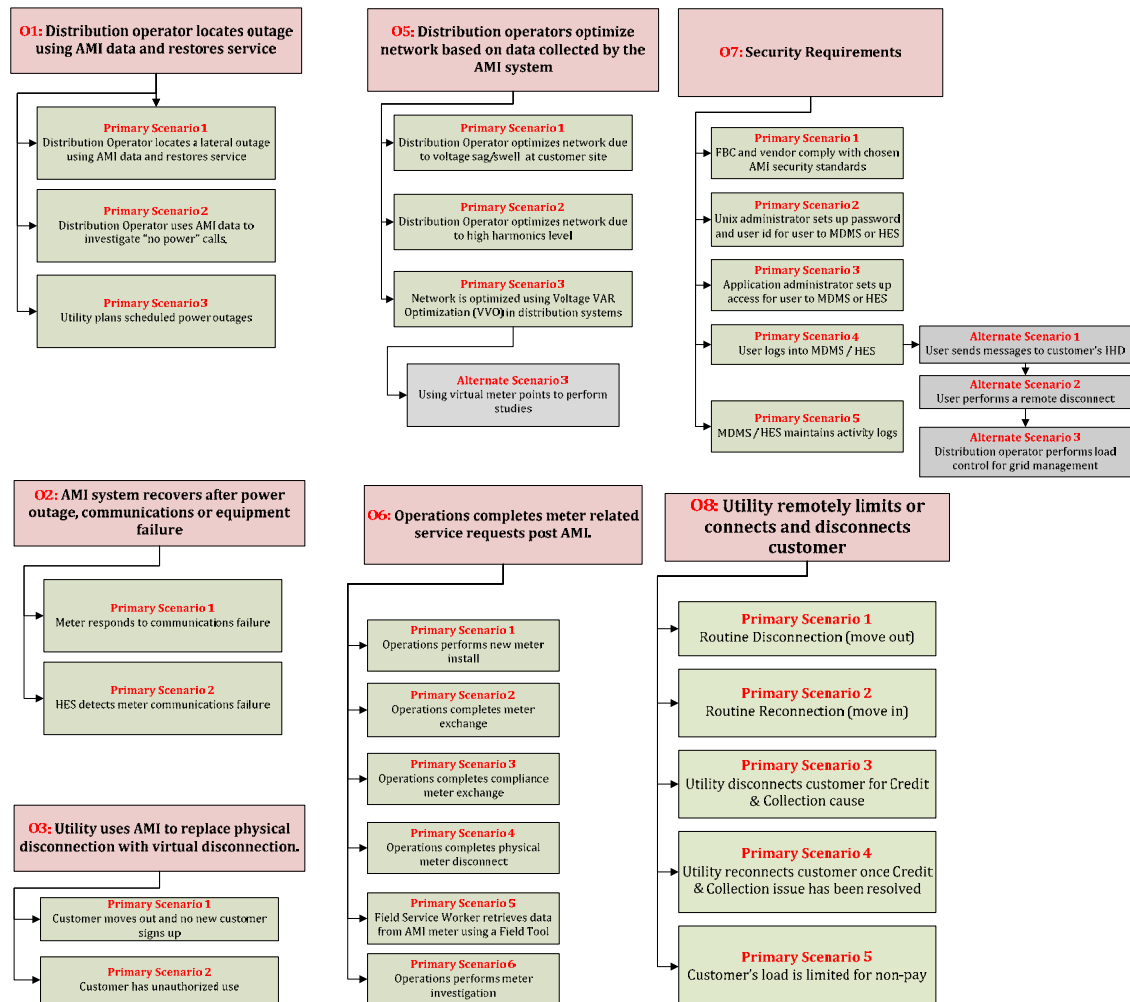 O1: Distribution operator locates outage
using AMI data and restores service
Primary Scenario 1
Distribution Operator locates a lateral outage
using AMI data and restores service
Primary Scenario 2
Distribution Operator uses AMI data to
investigate “no power” calls.
Primary Scenario 3
Utility plans scheduled power outages
O5: Distribution operators optimize
network based on data collected by the
AMI system
Primary Scenario 1
Distribution Operator optimizes network due
to voltage sag/swell at customer site
Primary Scenario 2
Distribution Operator optimizes network due
to high harmonics level
Primary Scenario 3
Network is optimized using Voltage VAR
Optimization (VVO) in distribution systems
Alternate Scenario 3
Using virtual meter points to perform
studies
O7: Security Requirements
Primary Scenario 1
FBC and vendor comply with chosen
AMI security standards
Primary Scenario 2
Unix administrator sets up password
and user id for user to MDMS or HES
Primary Scenario 3
Application administrator sets up
access for user to MDMS or HES
Primary Scenario 4
User logs into MDMS / HES
Alternate Scenario 1
User sends messages to customer’s IHD
Alternate Scenario 2
User performs a remote disconnect
Alternate Scenario 3
Distribution operator performs load
control for grid management
Primary Scenario 5
MDMS / HES maintains activity logs
O2: AMI system recovers after power
outage, communications or equipment
failure
Primary Scenario 1
Meter responds to communications failure
Primary Scenario 2
HES detects meter communications failure
O3: Utility uses AMI to replace physical
disconnection with virtual disconnection.
Primary Scenario 1
Customer moves out and no new customer
signs up
Primary Scenario 2
Customer has unauthorized use
O6: Operations completes meter related
service requests post AMI.
Primary Scenario 1
Operations performs new meter
install
Primary Scenario 2
Operations completes meter
exchange
Primary Scenario 3
Operations completes compliance
meter exchange
Primary Scenario 4
Operations completes physical
meter disconnect
Primary Scenario 5
Field Service Worker retrieves data
from AMI meter using a Field Tool
Primary Scenario 6
Operations performs meter
investigation
O8: Utility remotely limits or
connects and disconnects
customer
Primary Scenario 1
Routine Disconnection (move out)
Primary Scenario 2
Routine Reconnection (move in)
Primary Scenario 3
Utility disconnects customer for Credit
& Collection cause
Primary Scenario 4
Utility reconnects customer once Credit
& Collection issue has been resolved
Primary Scenario 5
Customer’s load is limited for non-pay